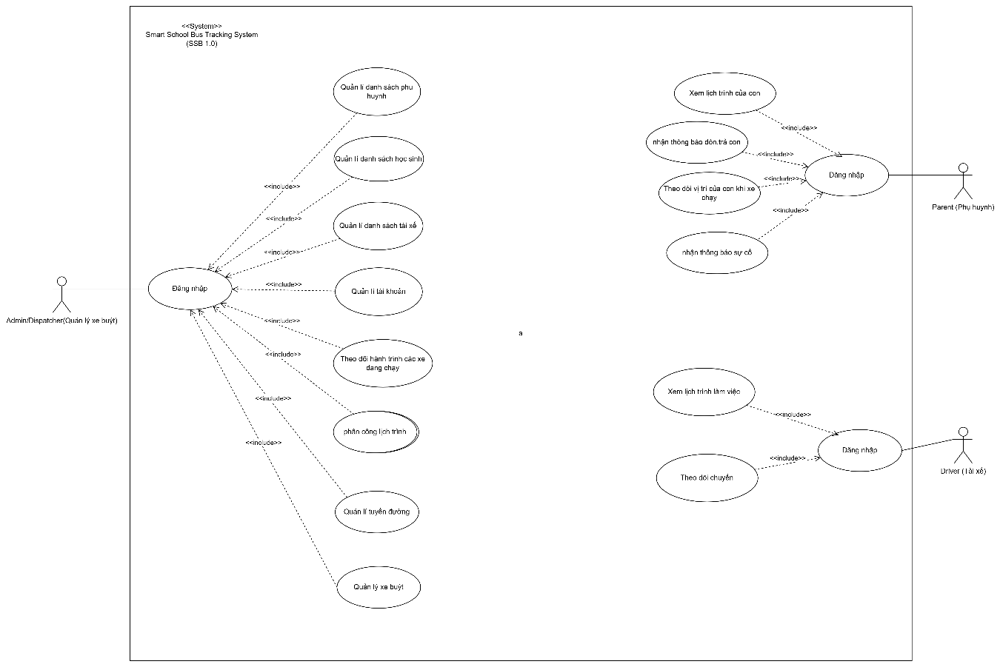 <<System>>
Smart School Bus Tracking System
(SSB 1.0)
Quản lí danh sách phụ
huynh
Quản lí danh sách học sinh
<<include>>
<<include>>
Quản lí danh sách tài xế
<<include>>
Đăng nhập
<<include>>
Quản lí tài khoản
Admin/Dispatcher(Quản lý xe buýt)
<<include>>
Theo dõi hành trình các xe
đang chạy
<<include>>
<<include>>
phân công lịch trình
<<include>>
Quản lí tuyến đường
Quản lý xe buýt
a
Xem lịch trình của con
<<include>>
nhận thông báo đón,trả con
<<include>>
<<include>>
Theo dõi vị trí của con khi xe
chạy
Đăng nhập
<<include>>
Parent (Phụ huynh)
nhận thông báo sự cố
Xem lịch trình làm việc
<<include>>
Đăng nhập
<<include>>
Theo dõi chuyến
Driver (Tài xế)